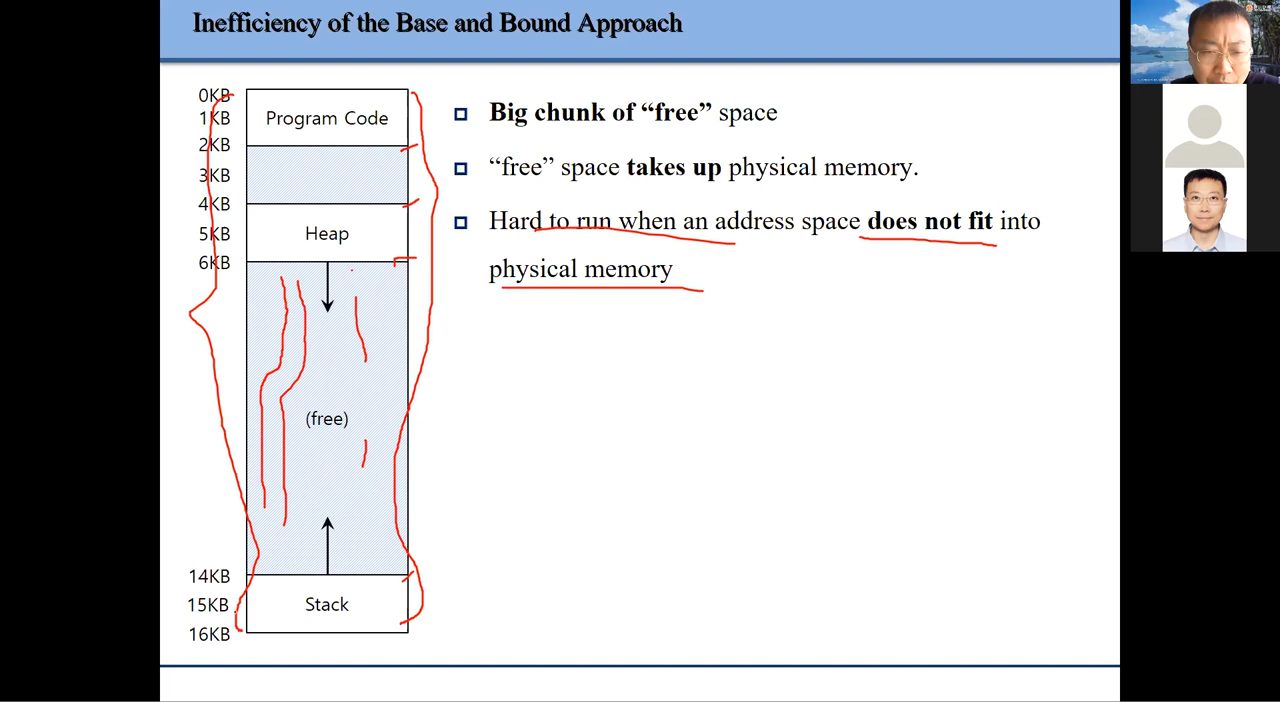 Inefficiency of the Base and Bound Approach
0KB
1KB
Program Code
2KB
3KB
4KB
5KB
Heap
6KB
(free)
14KB
15KB
Stack
16KB
Big chunk of “free” space
“free” space takes up physical memory.
Hard to run when an address space does not fit into
physical memory